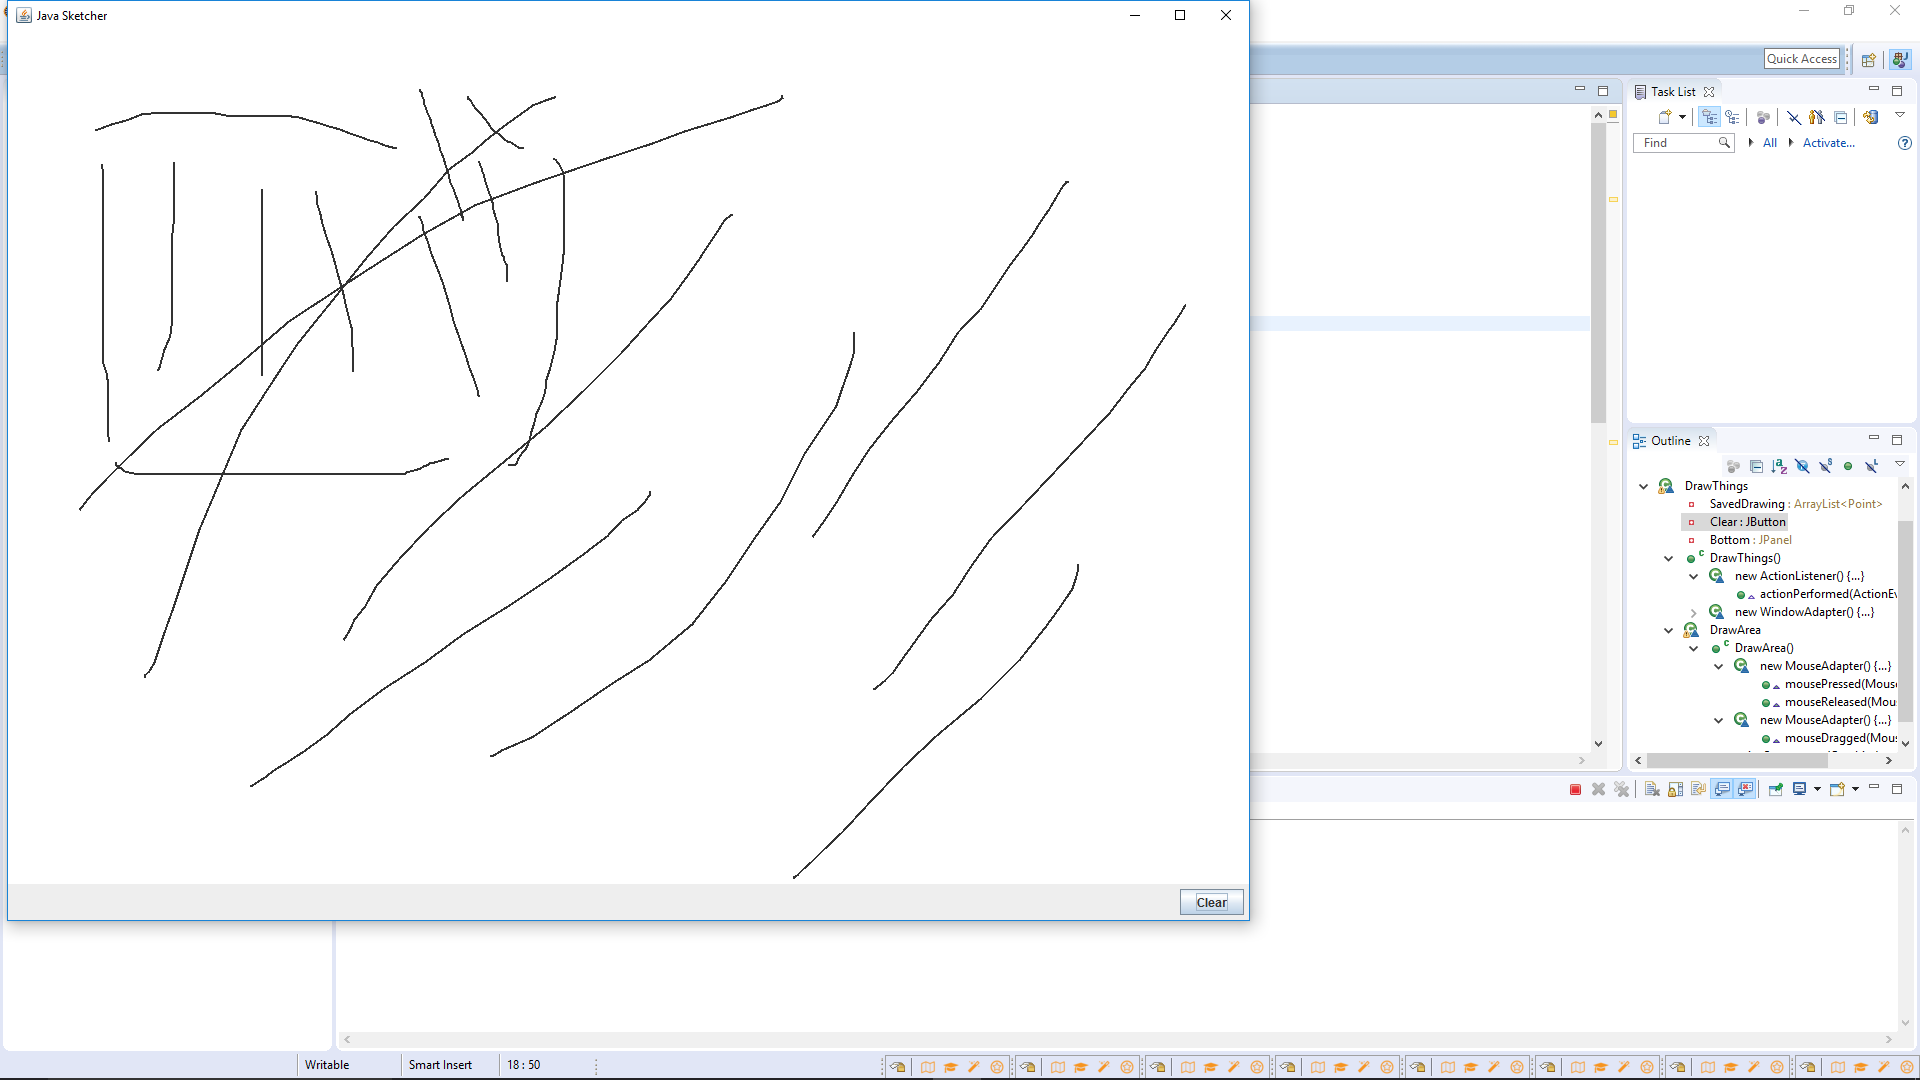 Java Sketcher
Quick Access
Task List
Find
All
Activate...
Outline
DrawThings
SavedDrawing : ArrayList<Point>
Clear : JButton
Bottom : JPanel
DrawThings()
new ActionListener() {...}
actionPerformed(ActionEv
new WindowAdapter() {...}
DrawArea
DrawArea()
new MouseAdapter() {...}
mousePressed(Mouse
mouseReleased(Mou
new MouseAdapter() {...}
mouseDragged(Mous
Clear
Writable
Smart Insert
18 : 50